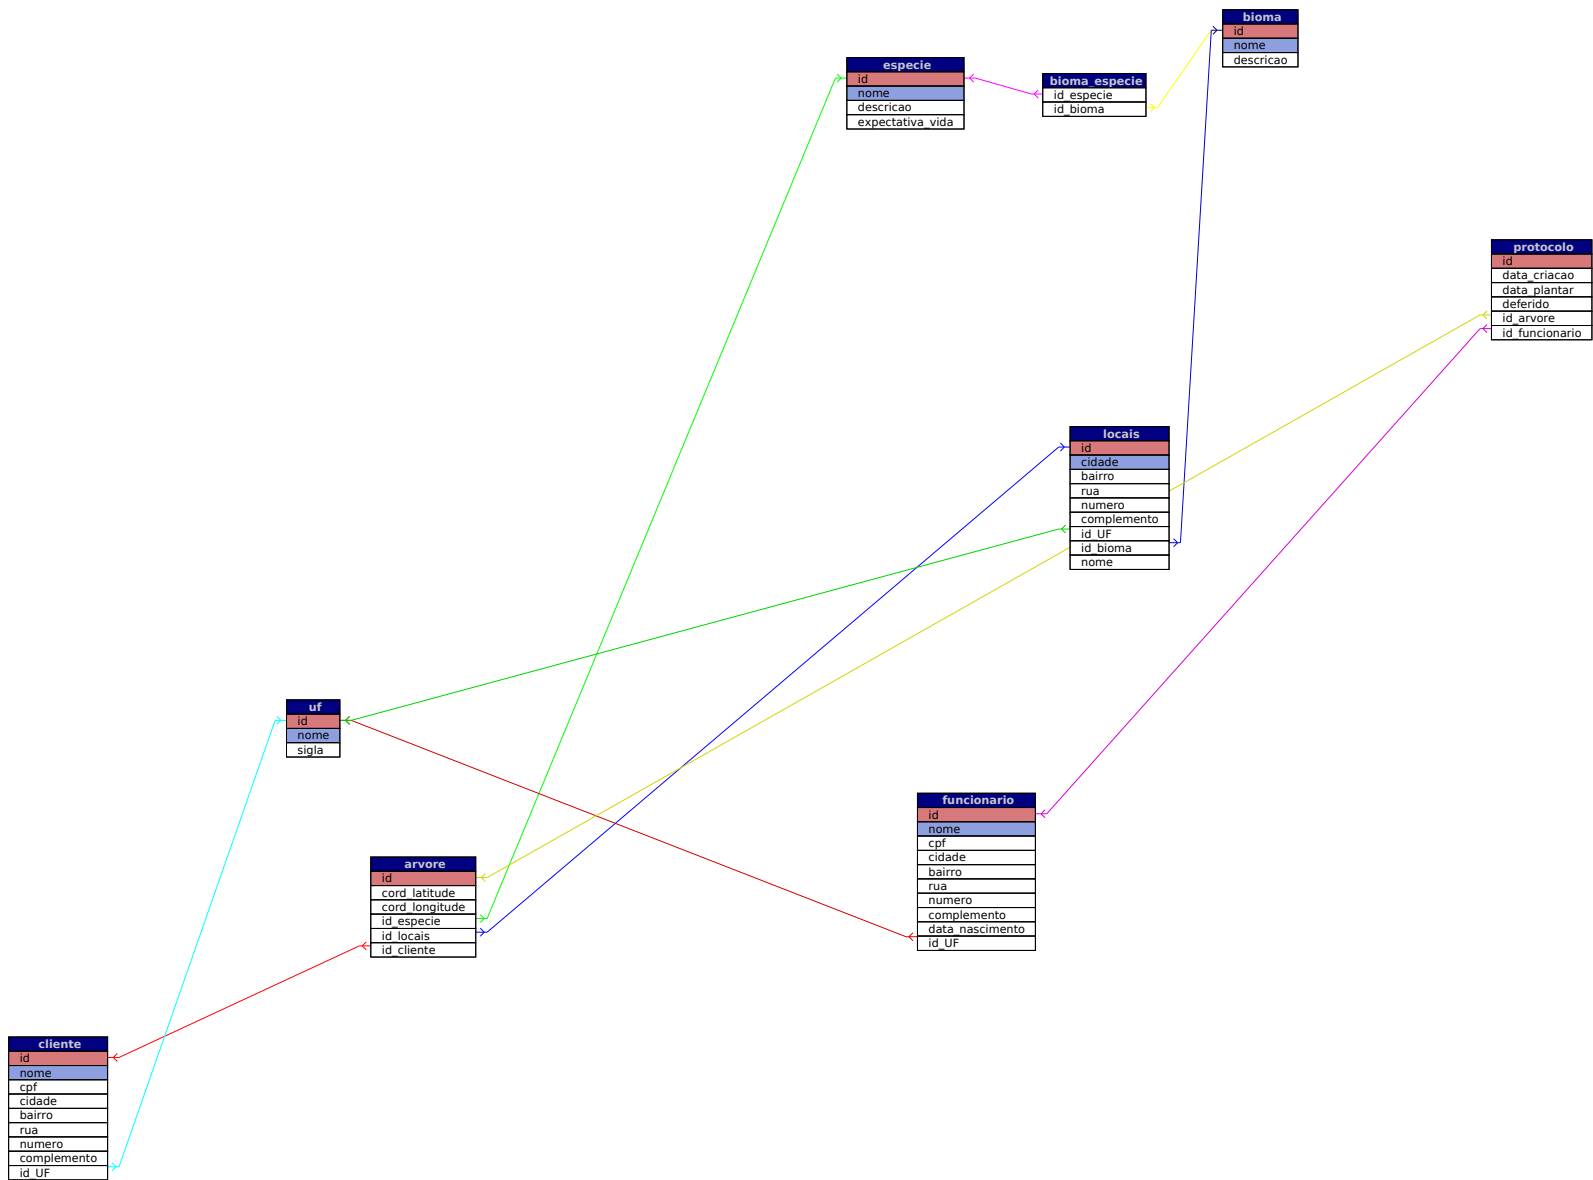 bioma
id
nome
descricao
especie
id
nome
descricao
expectativa_vida
bioma_especie
id_especie
id_bioma
protocolo
id
data_criacao
data_plantar
deferido
id_arvore
id_funcionario
locais
id
cidade
bairro
rua
numero
complemento
id_UF
id_bioma
nome
uf
id
nome
sigla
funcionario
id
nome
cpf
cidade
bairro
rua
numero
complemento
data_nascimento
id_UF
arvore
id
cord_latitude
cord_longitude
id_especie
id_locais
id_cliente
cliente
id
nome
cpf
cidade
bairro
rua
numero
complemento
id_UF